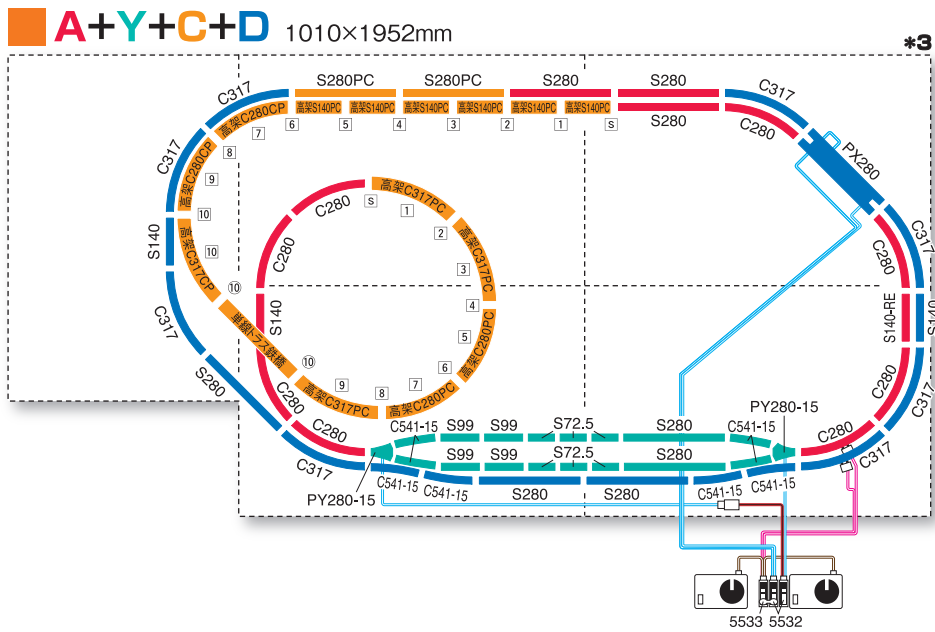 A+Y+C+D 1010×1952mm
*3
S280PC S280PC S280 S280
C317 C317
高架C280CP 高架S140PC 高架S140PC 高架S140PC 高架S140PC 高架S140PC 高架S140PC S280 C280
7 6 5 4 3 2 1 S
PX280
C317 高架C280CP 8 9 10
C280 S 高架C317PC 1 2
S140 高架C317CP 10 ⑩
C280 高架C317PC 3 4
C280 C317
S140 S140-RE S140
C317 単線トラス鉄橋 ⑩
高架C280PC 5 6
S280 C280 高架C317PC 9 8 7 高架C280PC
C280 C317
C280 C317
PY280-15
C541-15 S99 S99 S72.5 S280 C541-15 C280
S99 S99 S72.5 S280
C317
PY280-15 C541-15 C541-15 S280 S280 C541-15 C541-15
5533 5532